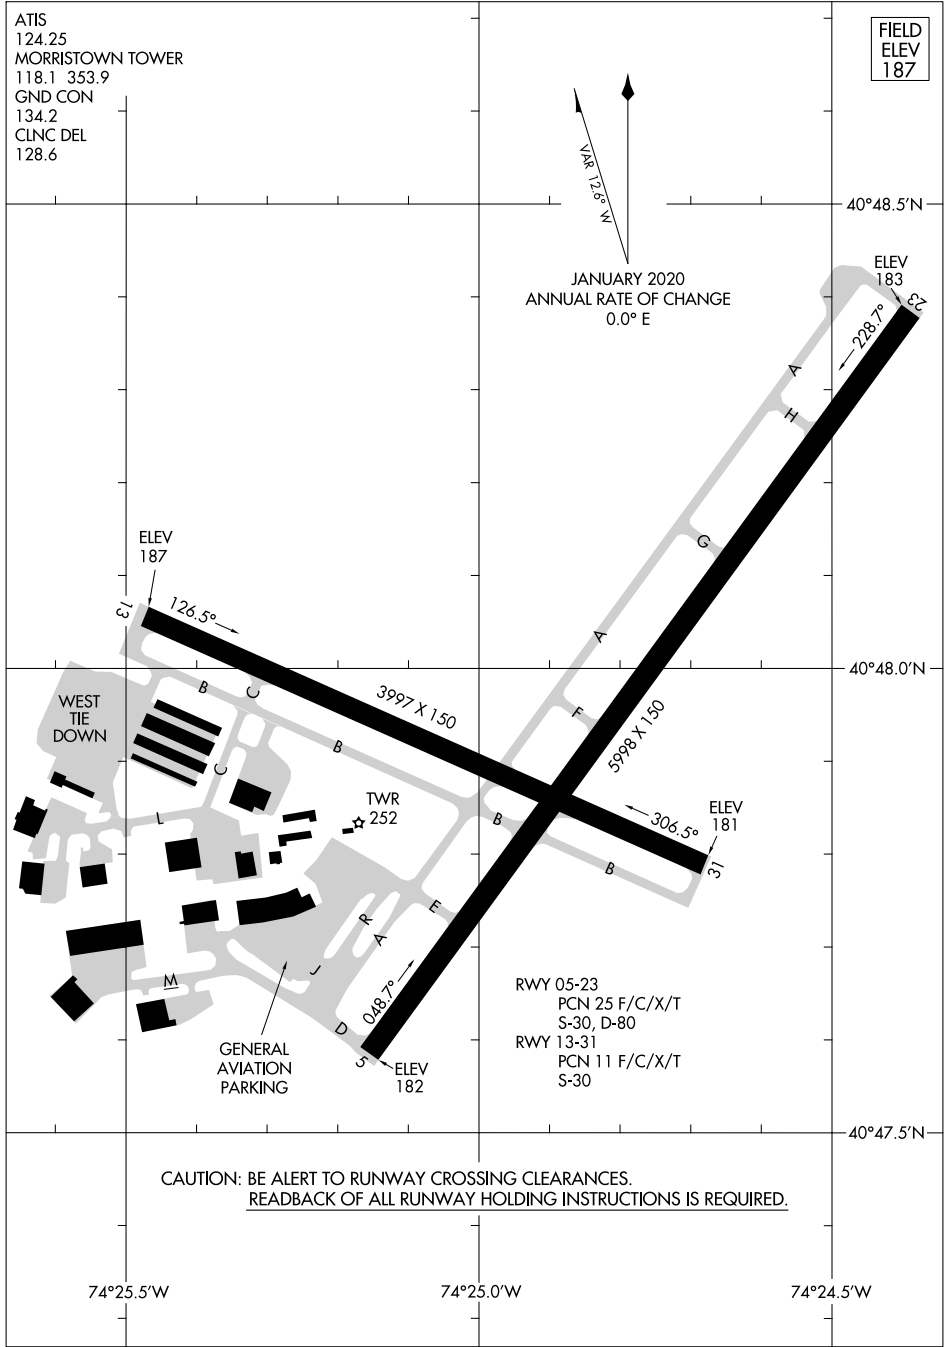 ATIS
124.25
MORRISTOWN TOWER
118.1 353.9
GND CON
134.2
CLNC DEL
128.6
FIELD
ELEV
187
VAR 12.6° W
40°48.5'N
JANUARY 2020
ANNUAL RATE OF CHANGE
0.0° E
ELEV
183
23
228.7°
A
H
G
ELEV
187
13
126.5°
A
40°48.0'N
B
C
3997 X 150
WEST
TIE
DOWN
F
5998 X 150
B
C
TWR
252
L
B
306.5°
ELEV
181
B
31
E
R
A
J
M
048.7°
D
5
ELEV
182
GENERAL
AVIATION
PARKING
RWY 05-23
PCN 25 F/C/X/T
S-30, D-80
RWY 13-31
PCN 11 F/C/X/T
S-30
40°47.5'N
CAUTION: BE ALERT TO RUNWAY CROSSING CLEARANCES.
READBACK OF ALL RUNWAY HOLDING INSTRUCTIONS IS REQUIRED.
74°25.5'W
74°25.0'W
74°24.5'W